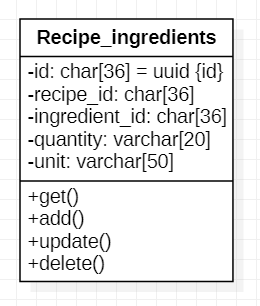 Recipe_ingredients
-id: char[36] = uuid {id}
-recipe_id: char[36]
-ingredient_id: char[36]
-quantity: varchar[20]
-unit: varchar[50]
+get()
+add()
+update()
+delete()